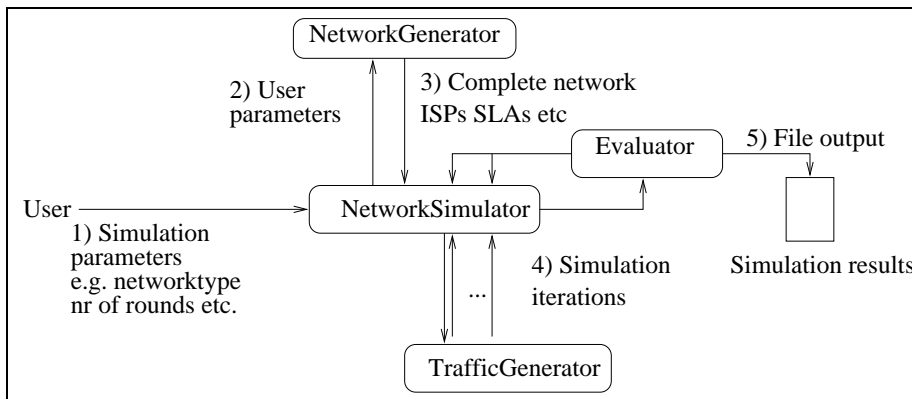 NetworkGenerator
2) User
parameters
3) Complete network
ISPs SLAs etc
Evaluator
5) File output
User
NetworkSimulator
1) Simulation
parameters
e.g. networktype
nr of rounds etc.
4) Simulation
iterations
...
Simulation results
TrafficGenerator